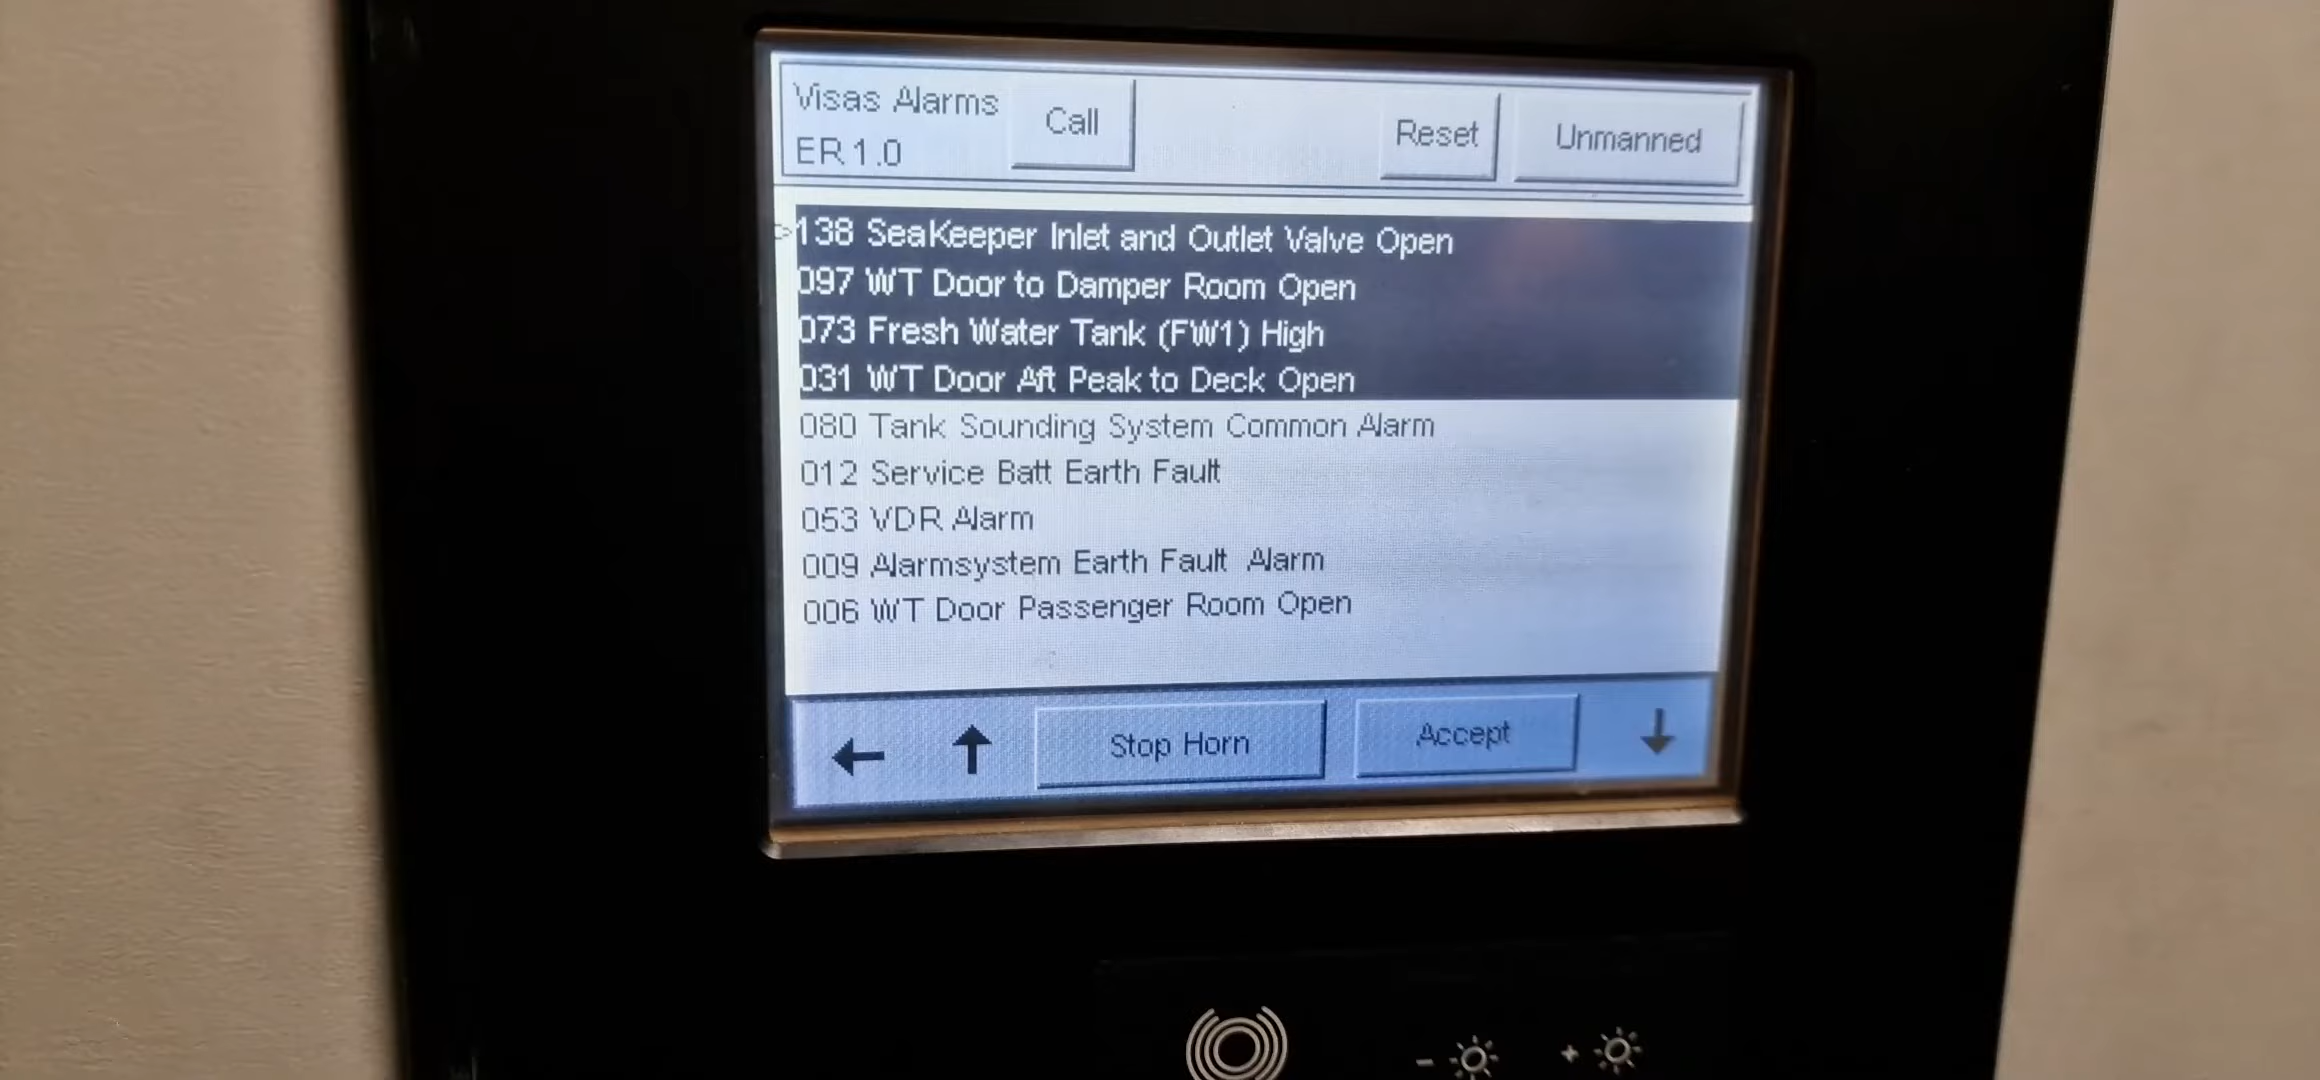 Visas Alarms
ER 1.0
Call
Reset
Unmanned
>138 SeaKeeper Inlet and Outlet Valve Open
097 WT Door to Damper Room Open
073 Fresh Water Tank (FW1) High
031 WT Door Aft Peak to Deck Open
080 Tank Sounding System Common Alarm
012 Service Batt Earth Fault
053 VDR Alarm
009 Alarmsystem Earth Fault Alarm
006 WT Door Passenger Room Open
Stop Horn
Accept